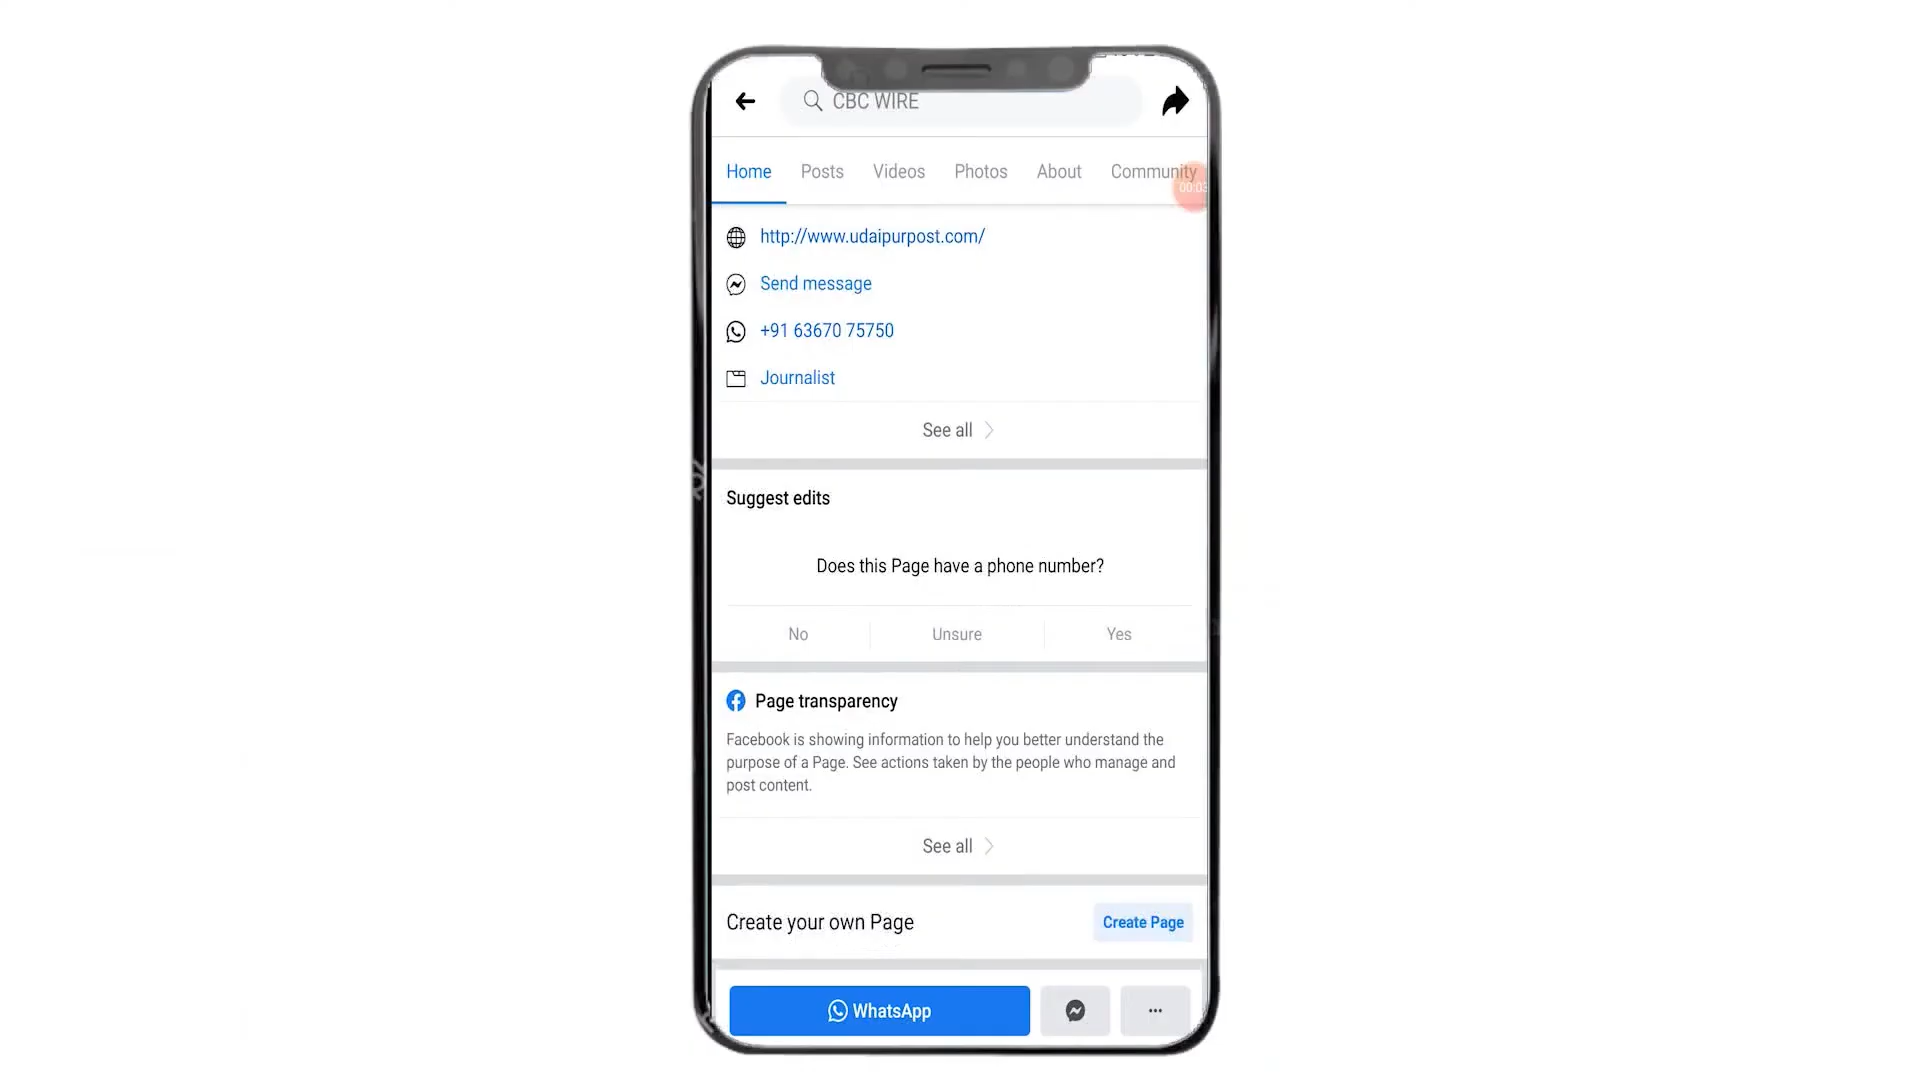 CBC WIRE
Home Posts Videos Photos About Community
00:03
http://www.udaipurpost.com/
Send message
+91 63670 75750
Journalist
See all
Suggest edits
Does this Page have a phone number?
No Unsure Yes
Page transparency
Facebook is showing information to help you better understand the
purpose of a Page. See actions taken by the people who manage and
post content.
See all
Create your own Page Create Page
WhatsApp